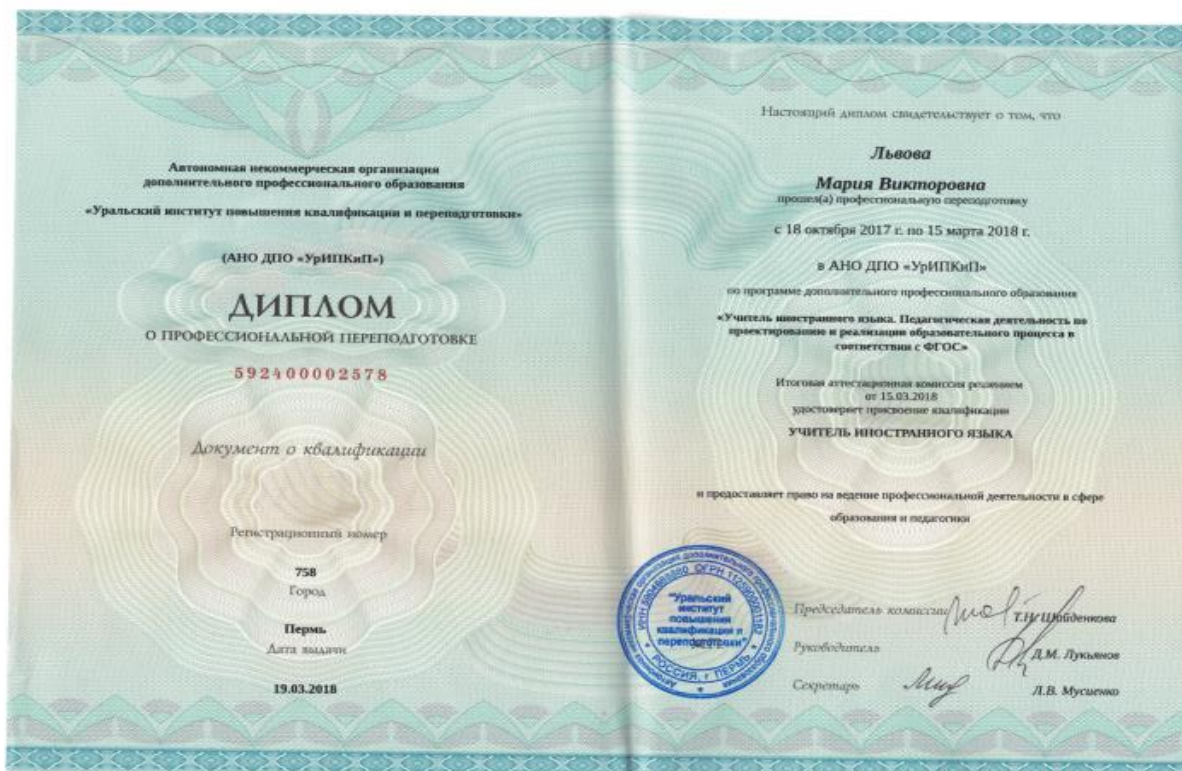 Автономная некоммерческая организация
дополнительного профессионального образования
«Уральский институт повышения квалификации и переподготовки»
(АНО ДПО «УрИПКиП»)
ДИПЛОМ
О ПРОФЕССИОНАЛЬНОЙ ПЕРЕПОДГОТОВКЕ
592400002578
Документ о квалификации
Регистрационный номер
758
Город
Пермь
Дата выдачи
19.03.2018
Настоящий диплом свидетельствует о том, что
Львова
Мария Викторовна
прошел(а) профессиональную переподготовку
с 18 октября 2017 г. по 15 марта 2018 г.
в АНО ДПО «УрИПКиП»
по программе дополнительного профессионального образования
«Учитель иностранного языка. Педагогическая деятельность по
проектированию и реализации образовательного процесса в
соответствии с ФГОС»
Итоговая аттестационная комиссия решением
от 15.03.2018
удостоверяет присвоение квалификации
УЧИТЕЛЬ ИНОСТРАННОГО ЯЗЫКА
и предоставляет право на ведение профессиональной деятельности в сфере
образования и педагогики
"Уральский
институт
повышения
квалификации и
переподготовки"
РОССИЯ, г. ПЕРМЬ
Председатель комиссии
Т.Н. Шайденкова
Руководитель
Д.М. Лукьянов
Секретарь
Л.В. Мусиенко